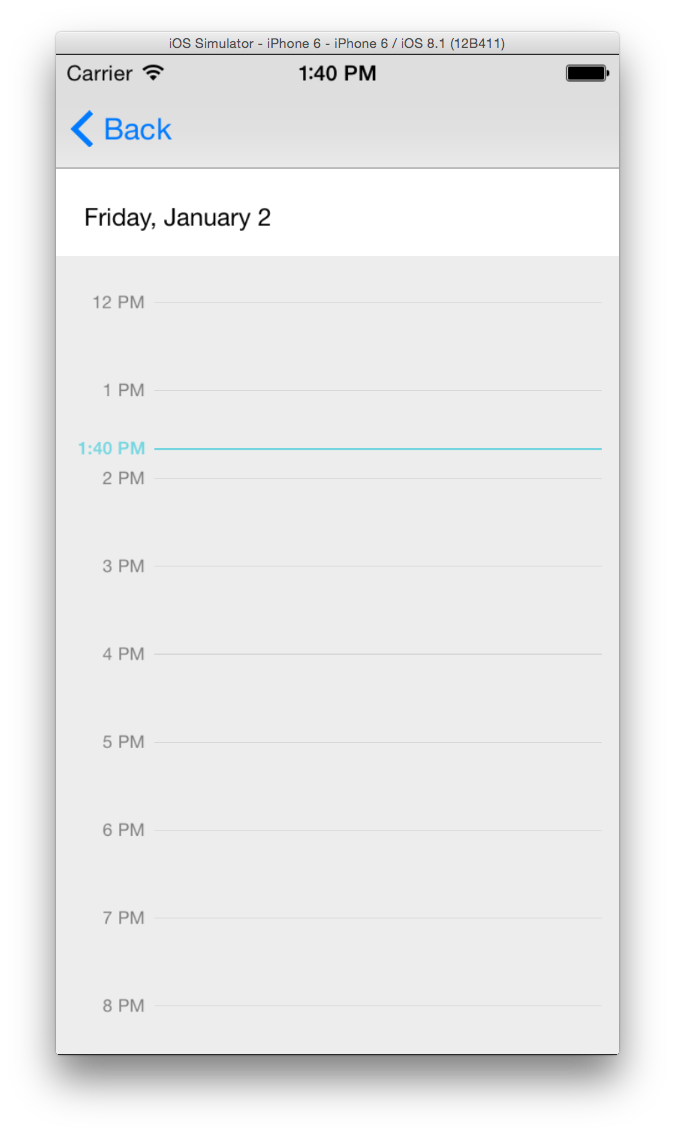 iOS Simulator - iPhone 6 - iPhone 6 / iOS 8.1 (12B411)
Carrier 1:40 PM
Back
Friday, January 2
12 PM
1 PM
1:40 PM
2 PM
3 PM
4 PM
5 PM
6 PM
7 PM
8 PM